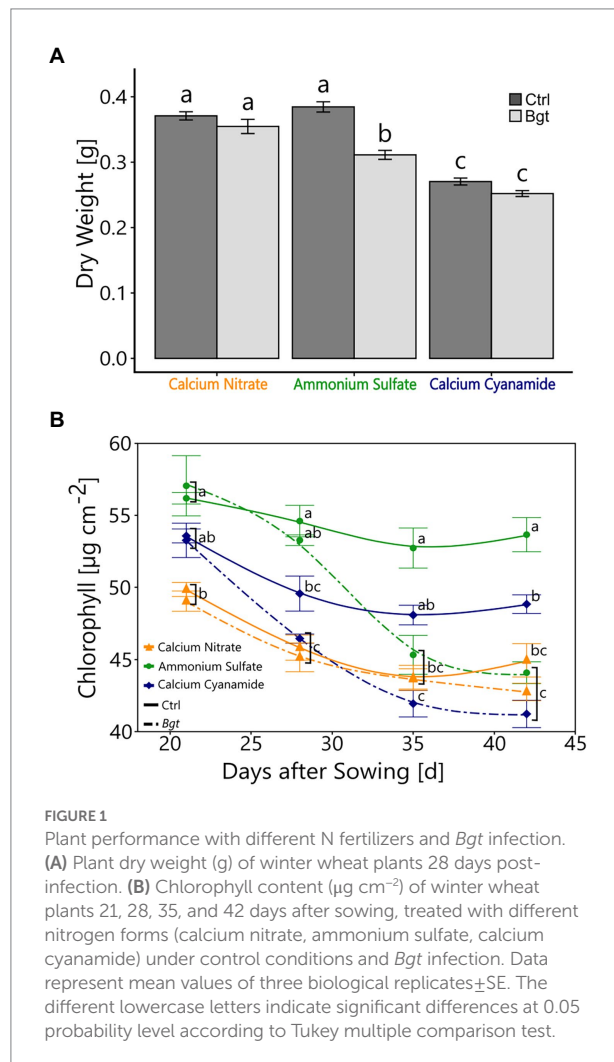 A
a a a b c c
Ctrl
Bgt
Dry Weight [g]
0.4
0.3
0.2
0.1
0.0
Calcium Nitrate Ammonium Sulfate Calcium Cyanamide
B
Chlorophyll [µg cm⁻²]
60
55
50
45
40
a
ab
b
a
ab
bc
c
a
ab
bc
c
a
b
bc
c
Calcium Nitrate
Ammonium Sulfate
Calcium Cyanamide
Ctrl
Bgt
20 25 30 35 40 45
Days after Sowing [d]
FIGURE 1
Plant performance with different N fertilizers and Bgt infection.
(A) Plant dry weight (g) of winter wheat plants 28 days post-
infection. (B) Chlorophyll content (µg cm⁻²) of winter wheat
plants 21, 28, 35, and 42 days after sowing, treated with different
nitrogen forms (calcium nitrate, ammonium sulfate, calcium
cyanamide) under control conditions and Bgt infection. Data
represent mean values of three biological replicates±SE. The
different lowercase letters indicate significant differences at 0.05
probability level according to Tukey multiple comparison test.